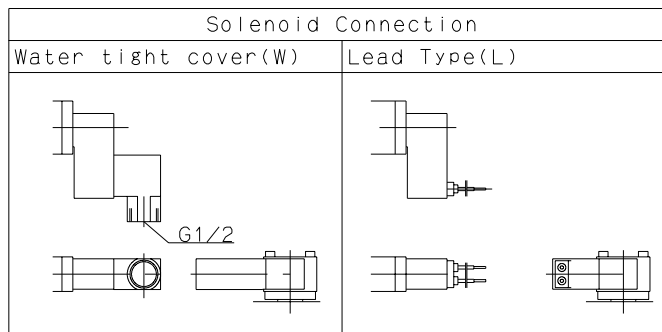 Solenoid Connection
Water tight cover(W)
Lead Type(L)
G1/2